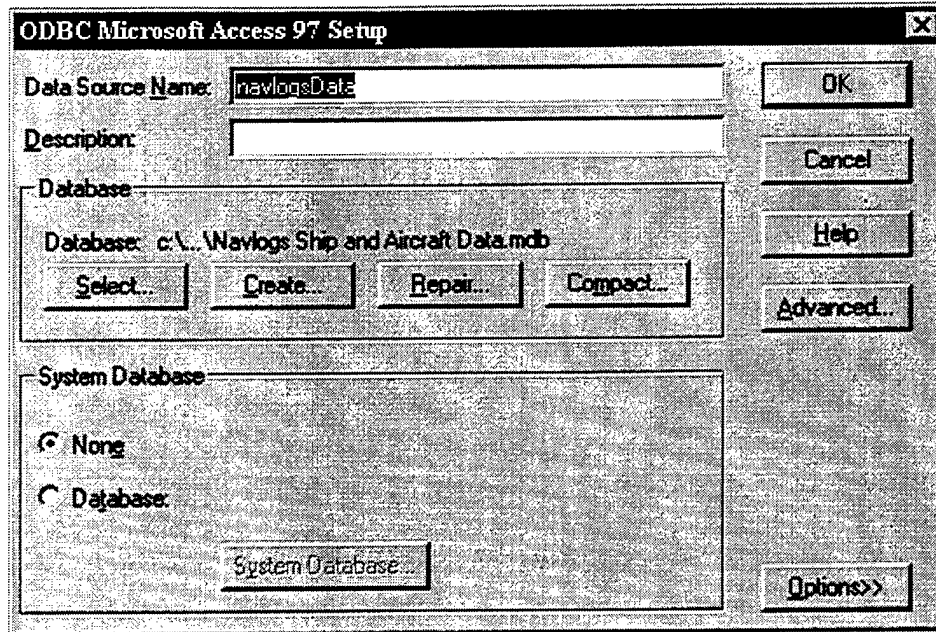 ODBC Microsoft Access 97 Setup
Data Source Name: navlogsData
OK
Description:
Cancel
Database
Database: c:\...\Navlogs Ship and Aircraft Data.mdb
Help
Select... Create... Repair... Compact...
Advanced...
System Database
None
Database:
System Database...
Options>>